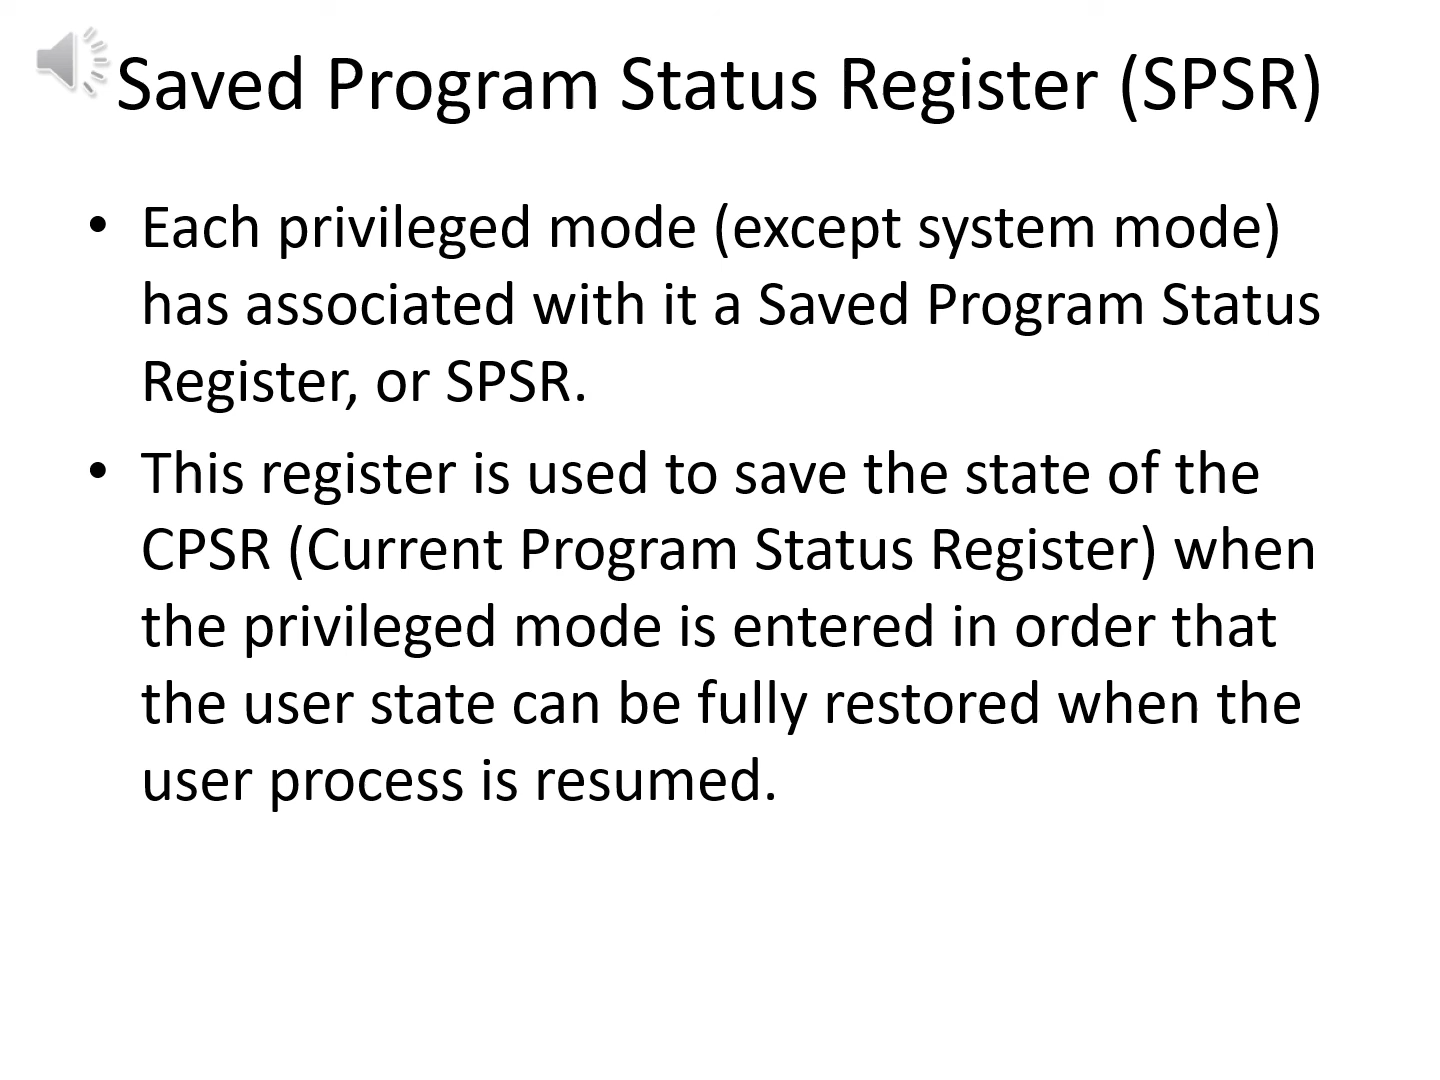 Saved Program Status Register (SPSR)
• Each privileged mode (except system mode)
has associated with it a Saved Program Status
Register, or SPSR.
• This register is used to save the state of the
CPSR (Current Program Status Register) when
the privileged mode is entered in order that
the user state can be fully restored when the
user process is resumed.